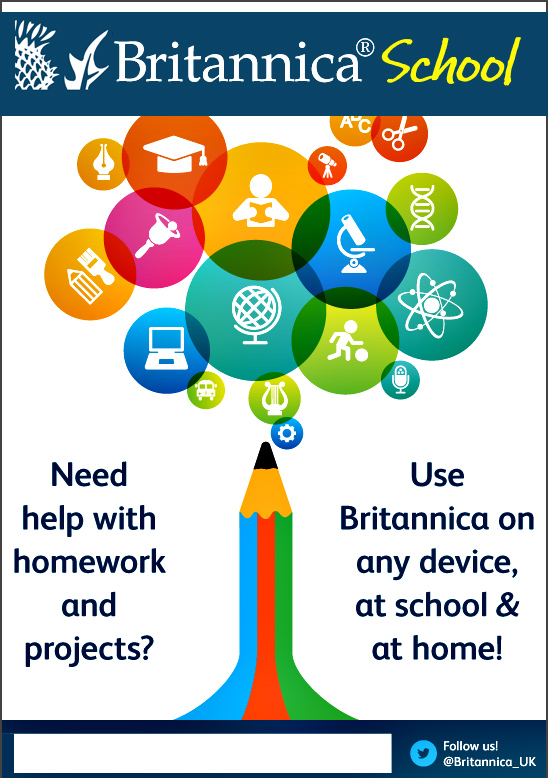 Britannica® School
ABC
Need
help with
homework
and
projects?
Use
Britannica on
any device,
at school &
at home!
Follow us!
@Britannica_UK